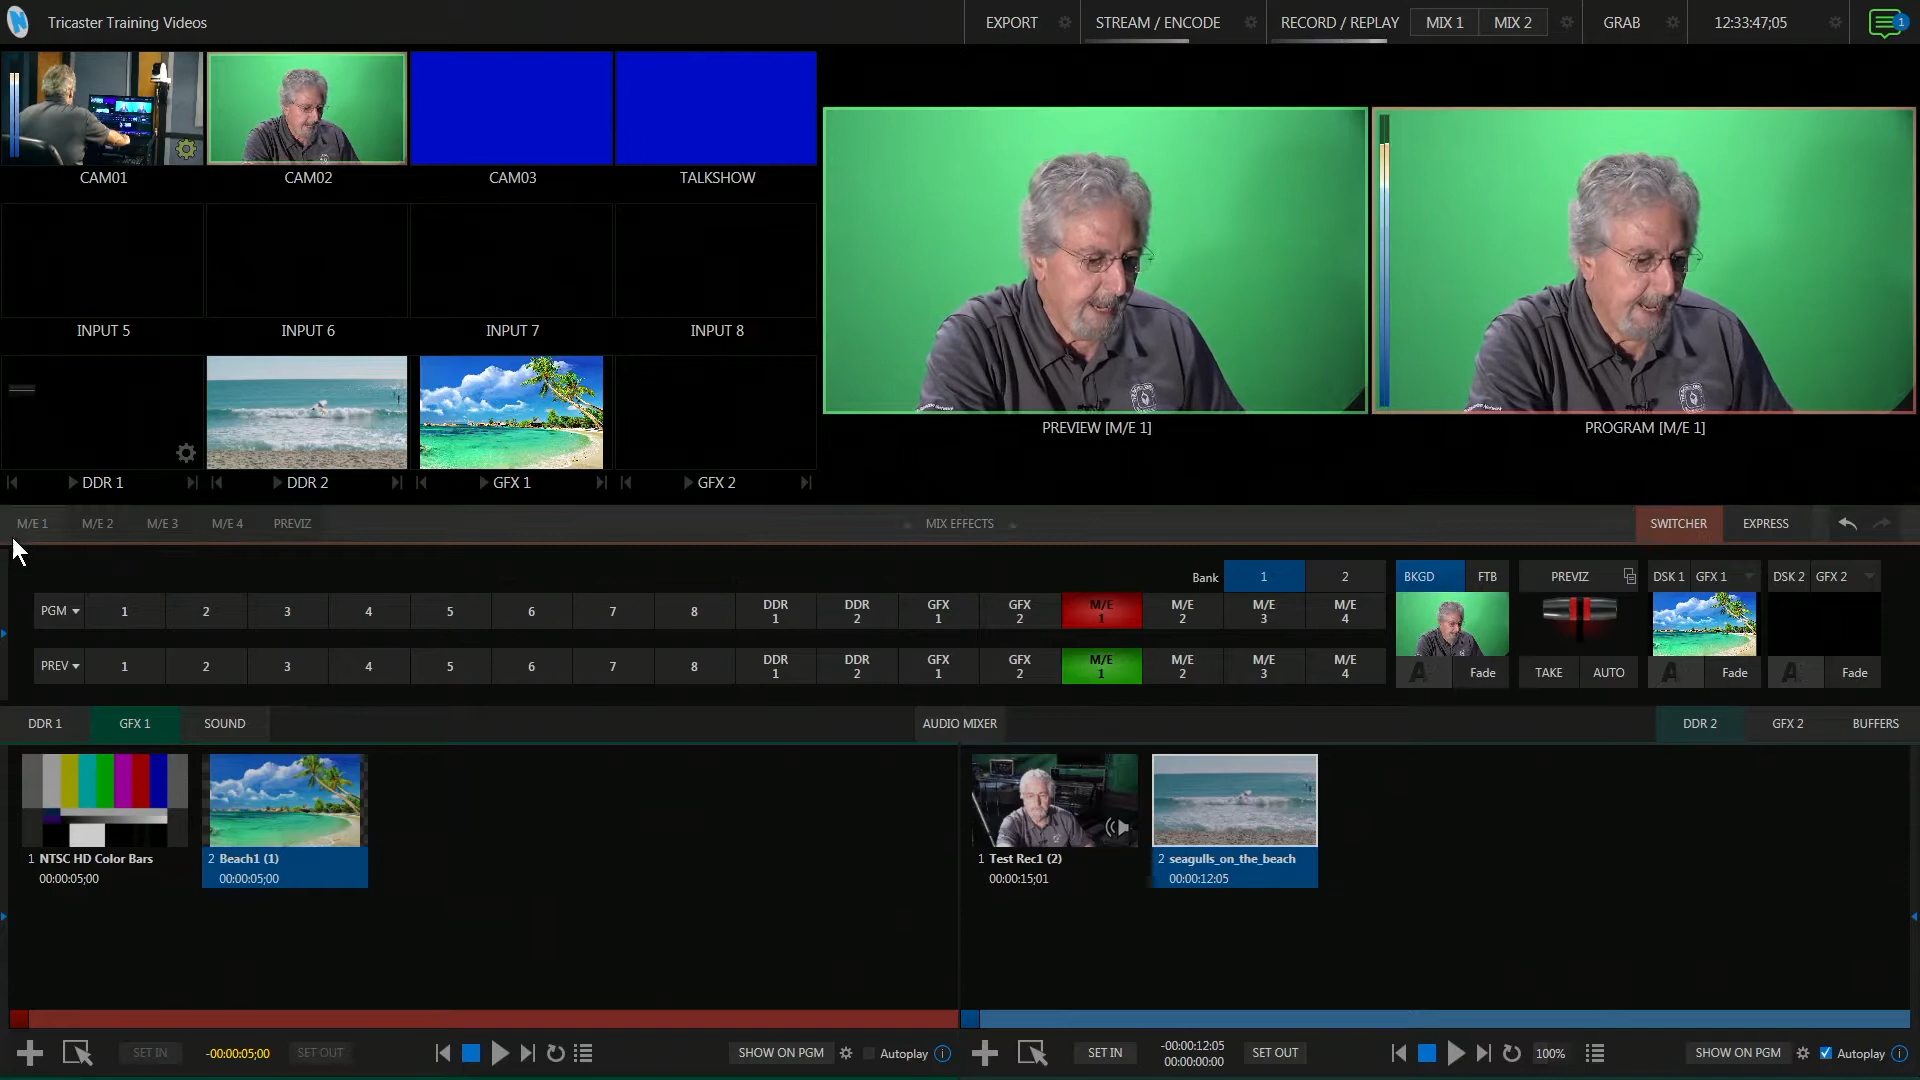 Tricaster Training Videos
EXPORT
STREAM / ENCODE
RECORD / REPLAY
MIX 1
MIX 2
GRAB
12:33:47;05
1
CAM01
CAM02
CAM03
TALKSHOW
INPUT 5
INPUT 6
INPUT 7
INPUT 8
DDR 1
DDR 2
GFX 1
GFX 2
PREVIEW [M/E 1]
PROGRAM [M/E 1]
M/E 1
M/E 2
M/E 3
M/E 4
PREVIZ
MIX EFFECTS
SWITCHER
EXPRESS
Bank
1
2
PGM
1
2
3
4
5
6
7
8
DDR
1
DDR
2
GFX
1
GFX
2
M/E
1
M/E
2
M/E
3
M/E
4
PREV
1
2
3
4
5
6
7
8
DDR
1
DDR
2
GFX
1
GFX
2
M/E
1
M/E
2
M/E
3
M/E
4
BKGD
FTB
A
Fade
PREVIZ
TAKE
AUTO
DSK 1
GFX 1
A
Fade
DSK 2
GFX 2
A
Fade
DDR 1
GFX 1
SOUND
AUDIO MIXER
DDR 2
GFX 2
BUFFERS
1 NTSC HD Color Bars
00:00:05;00
2 Beach1 (1)
00:00:05;00
1 Test Rec1 (2)
00:00:15;01
2 seagulls_on_the_beach
00:00:12:05
SET IN
-00:00:05;00
SET OUT
SHOW ON PGM
Autoplay
i
SET IN
-00:00:12:05
00:00:00:00
SET OUT
100%
SHOW ON PGM
Autoplay
i